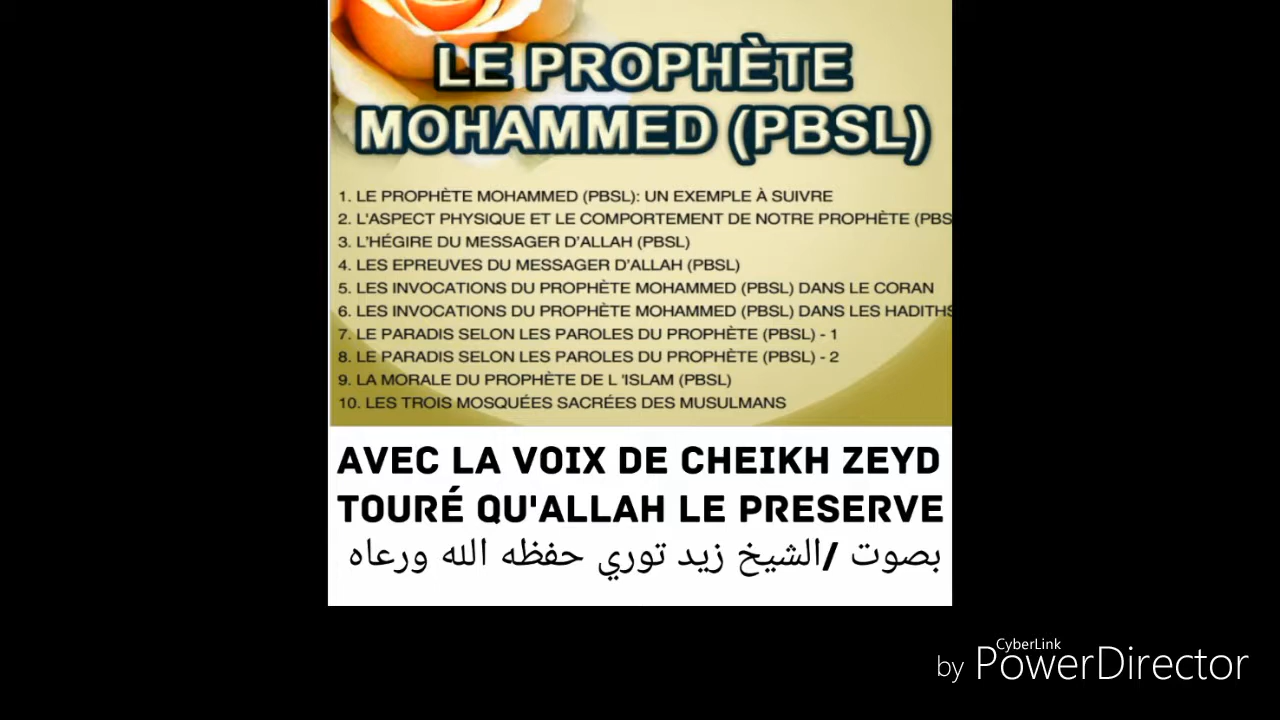 LE PROPHÈTE
MOHAMMED (PBSL)
1. LE PROPHÈTE MOHAMMED (PBSL): UN EXEMPLE À SUIVRE
2. L'ASPECT PHYSIQUE ET LE COMPORTEMENT DE NOTRE PROPHÈTE (PBS
3. L'HÉGIRE DU MESSAGER D'ALLAH (PBSL)
4. LES EPREUVES DU MESSAGER D'ALLAH (PBSL)
5. LES INVOCATIONS DU PROPHÈTE MOHAMMED (PBSL) DANS LE CORAN
6. LES INVOCATIONS DU PROPHÈTE MOHAMMED (PBSL) DANS LES HADITHS
7. LE PARADIS SELON LES PAROLES DU PROPHÈTE (PBSL) - 1
8. LE PARADIS SELON LES PAROLES DU PROPHÈTE (PBSL) - 2
9. LA MORALE DU PROPHÈTE DE L 'ISLAM (PBSL)
10. LES TROIS MOSQUÉES SACRÉES DES MUSULMANS
AVEC LA VOIX DE CHEIKH ZEYD
TOURÉ QU'ALLAH LE PRESERVE
بصوت /الشيخ زيد توري حفظه الله ورعاه
CyberLink
by PowerDirector